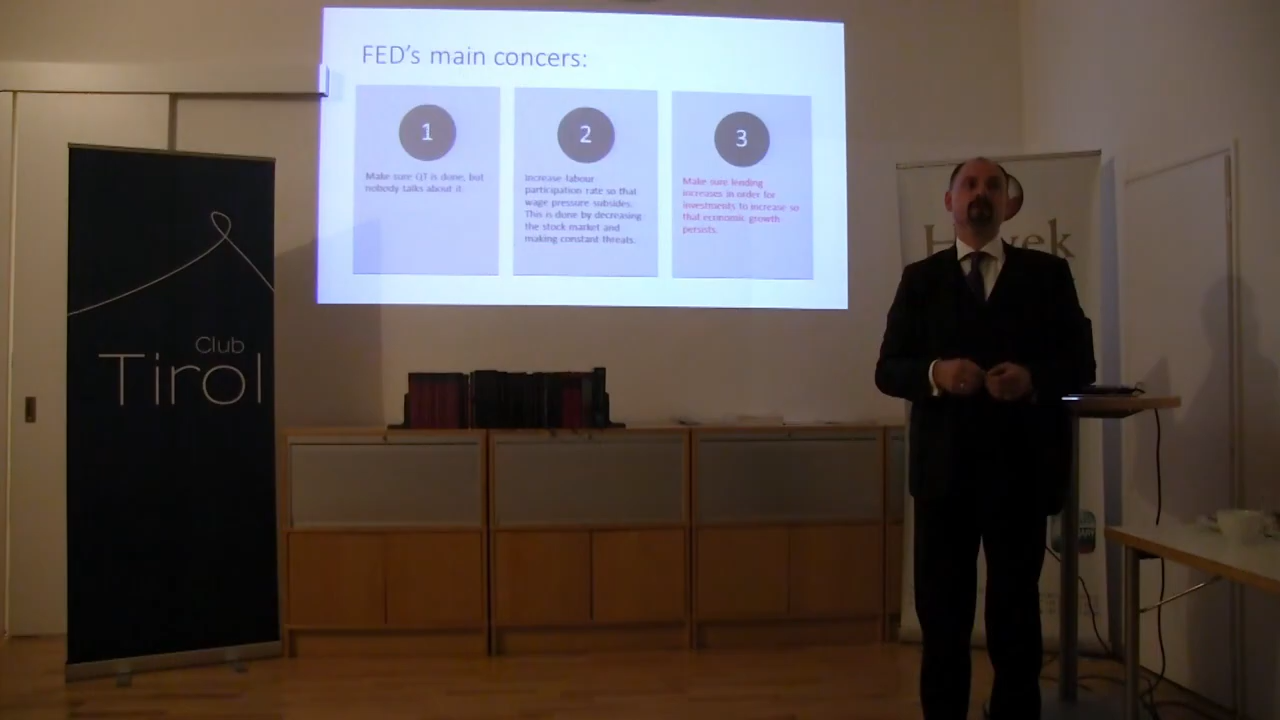 FED's main concers:
1
Make sure QT is done, but
nobody talks about it.
2
Increase labour
participation rate so that
wage pressure subsides.
This is done by decreasing
the stock market and
making constant threats.
3
Make sure lending
increases in order for
investments to increase so
that economic growth
persists.
Club
Tirol